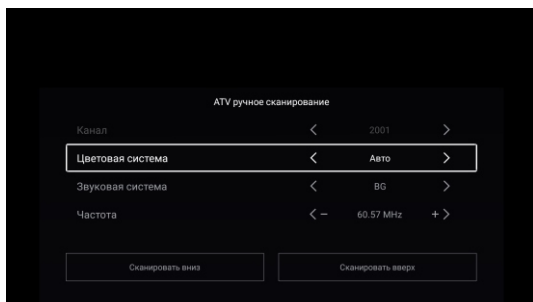 ATV ручное сканирование
Канал < 2001 >
Цветовая система < Авто >
Звуковая система < BG >
Частота < − 60.57 MHz + >
Сканировать вниз Сканировать вверх